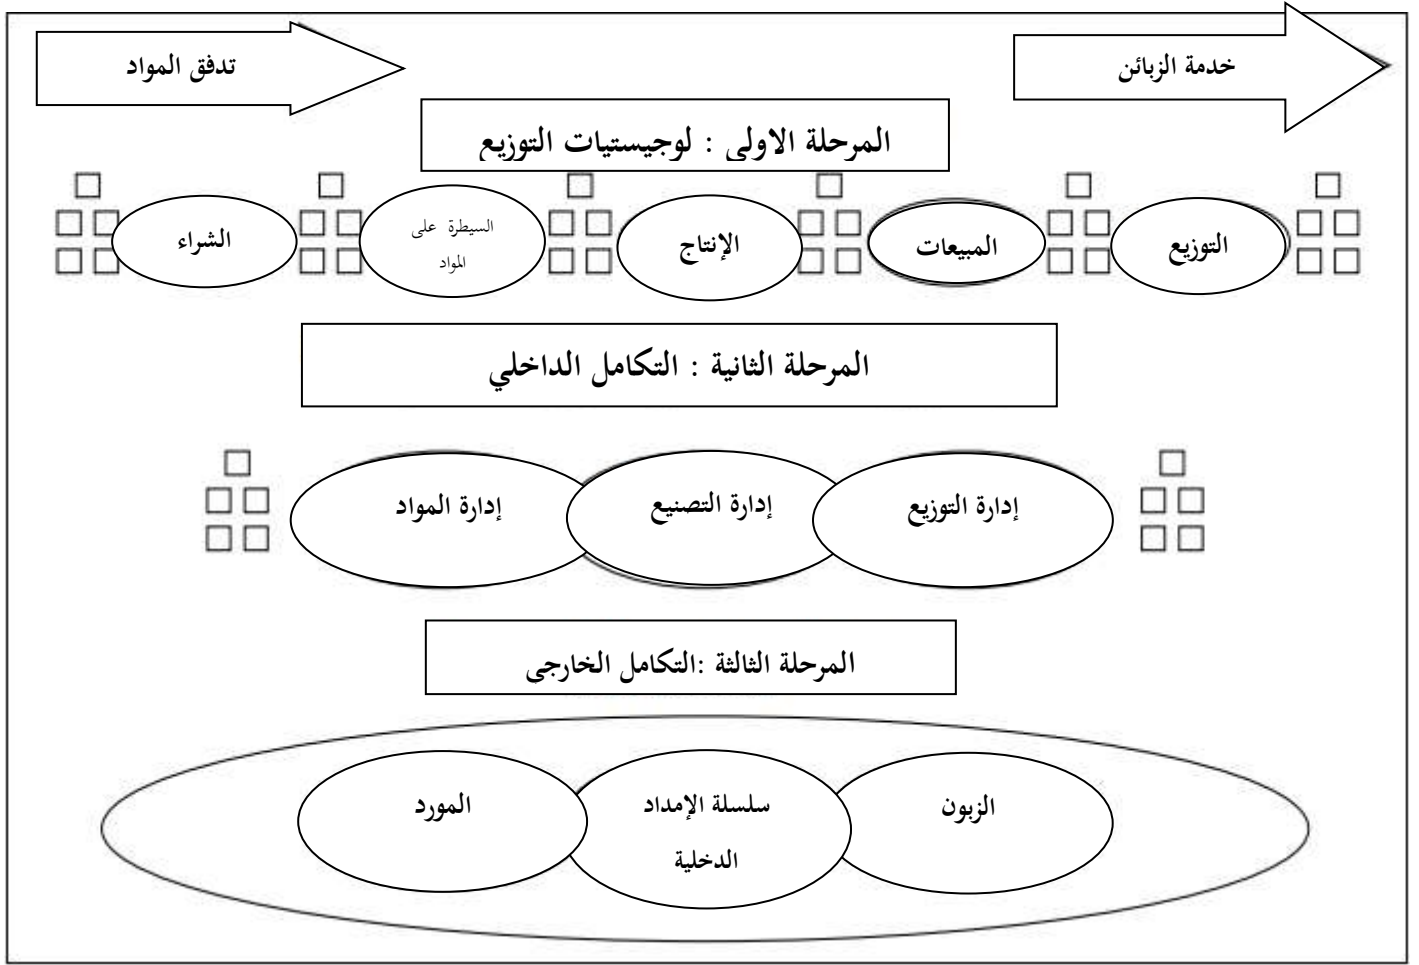 تدفق المواد
خدمة الزبائن
المرحلة الاولى : لوجيستيات التوزيع
الشراء
السيطرة على
المواد
الإنتاج
المبيعات
التوزيع
المرحلة الثانية : التكامل الداخلي
إدارة المواد
إدارة التصنيع
إدارة التوزيع
المرحلة الثالثة :التكامل الخارجي
المورد
سلسلة الإمداد
الدخلية
الزبون